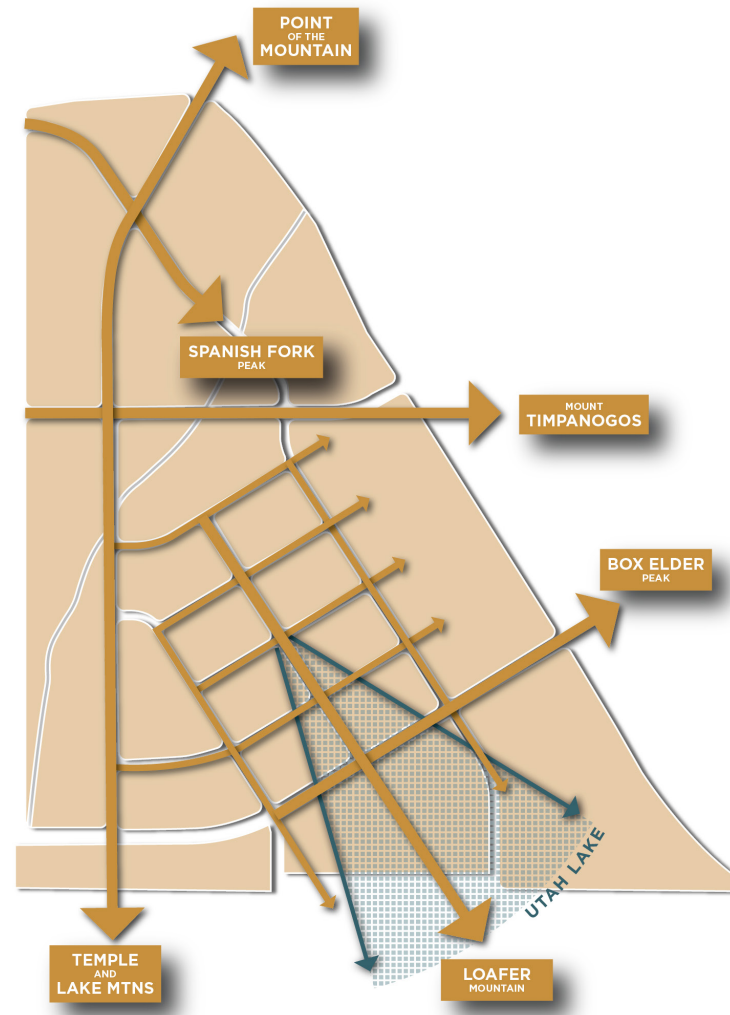 POINT
OF THE
MOUNTAIN
SPANISH FORK
PEAK
MOUNT
TIMPANOGOS
BOX ELDER
PEAK
UTAH LAKE
TEMPLE
AND
LAKE MTNS
LOAFER
MOUNTAIN